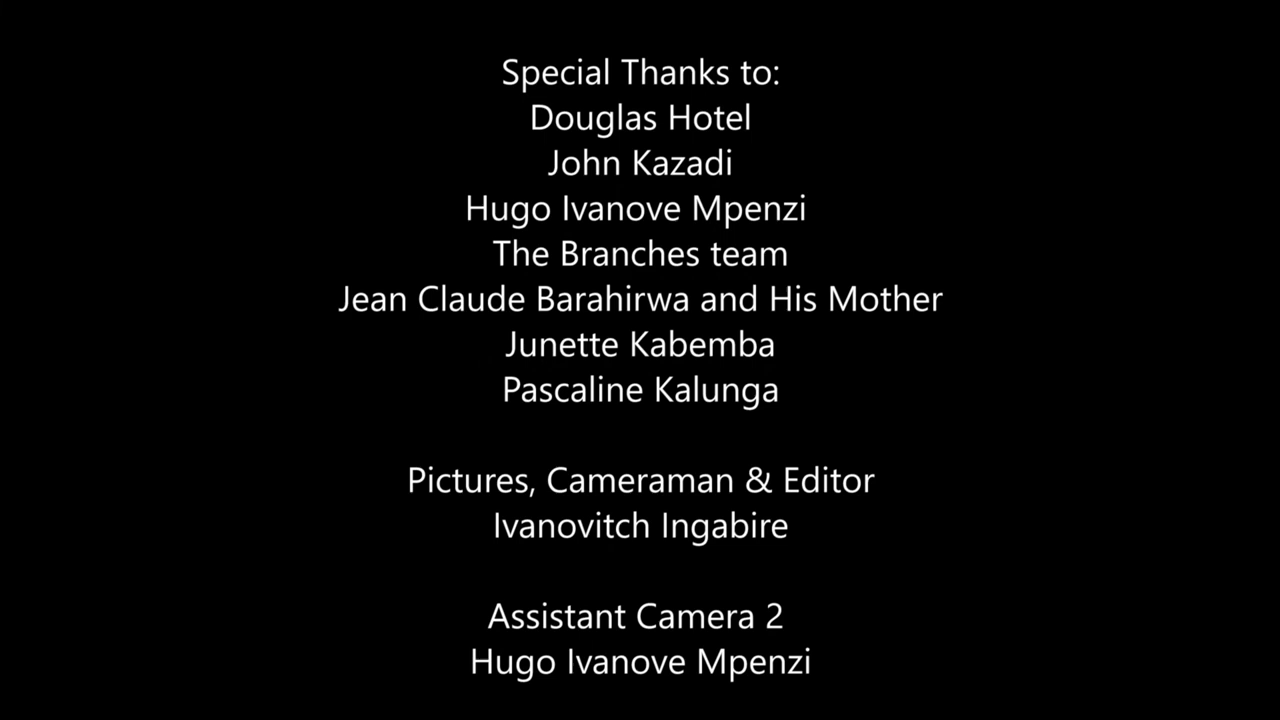 Special Thanks to:
Douglas Hotel
John Kazadi
Hugo Ivanove Mpenzi
The Branches team
Jean Claude Barahirwa and His Mother
Junette Kabemba
Pascaline Kalunga
Pictures, Cameraman & Editor
Ivanovitch Ingabire
Assistant Camera 2
Hugo Ivanove Mpenzi